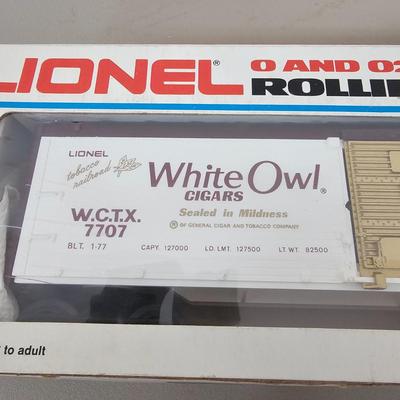 LIONEL O AND O2
ROLLI
LIONEL
tobacco
railroad
White Owl®
CIGARS
Sealed in Mildness
® OF GENERAL CIGAR AND TOBACCO COMPANY
W.C.T.X.
7707
BLT. 1-77 CAPY. 127000 LD. LMT. 127500 LT. WT. 82500
to adult